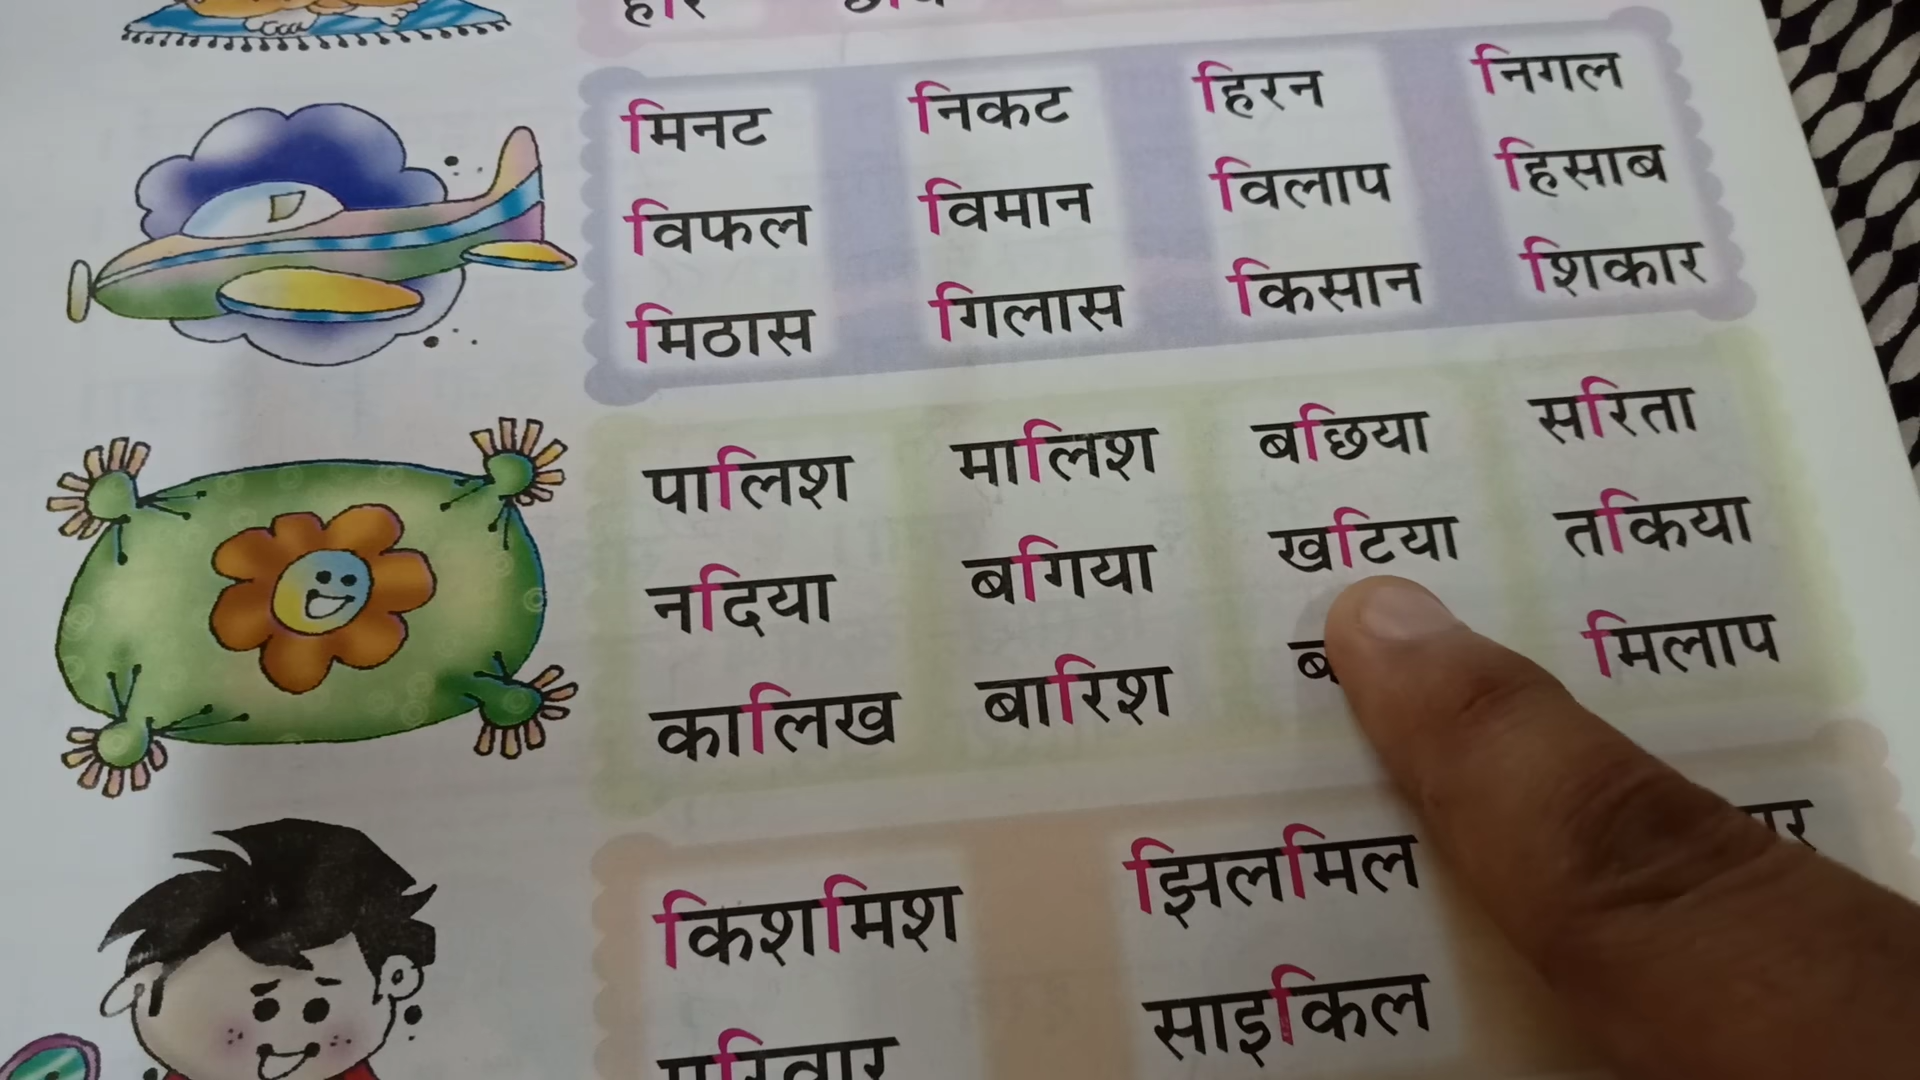 मिनट निकट हिरन निगल
विफल विमान विलाप हिसाब
मिठास गिलास किसान शिकार
पालिश मालिश बछिया सरिता
नदिया बगिया खटिया तकिया
कालिख बारिश मिलाप
किशमिश झिलमिल
साइकिल